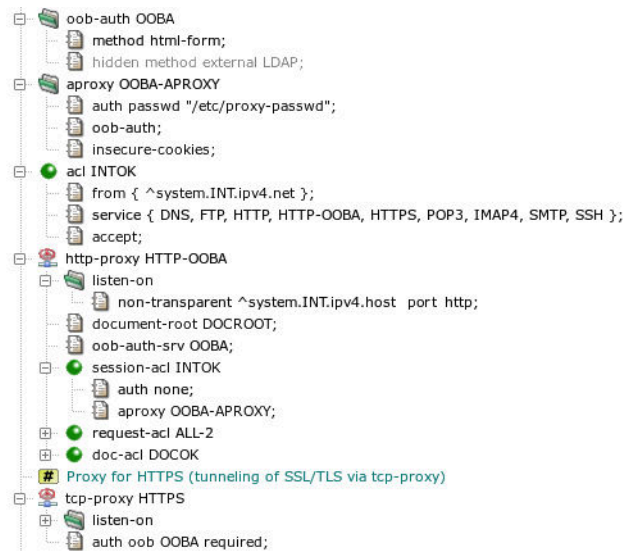 oob-auth OOBA
method html-form;
hidden method external LDAP;
aproxy OOBA-APROXY
auth passwd "/etc/proxy-passwd";
oob-auth;
insecure-cookies;
acl INTOK
from { ^system.INT.ipv4.net };
service { DNS, FTP, HTTP, HTTP-OOBA, HTTPS, POP3, IMAP4, SMTP, SSH };
accept;
http-proxy HTTP-OOBA
listen-on
non-transparent ^system.INT.ipv4.host port http;
document-root DOCROOT;
oob-auth-srv OOBA;
session-acl INTOK
auth none;
aproxy OOBA-APROXY;
request-acl ALL-2
doc-acl DOCOK
# Proxy for HTTPS (tunneling of SSL/TLS via tcp-proxy)
tcp-proxy HTTPS
listen-on
auth oob OOBA required;